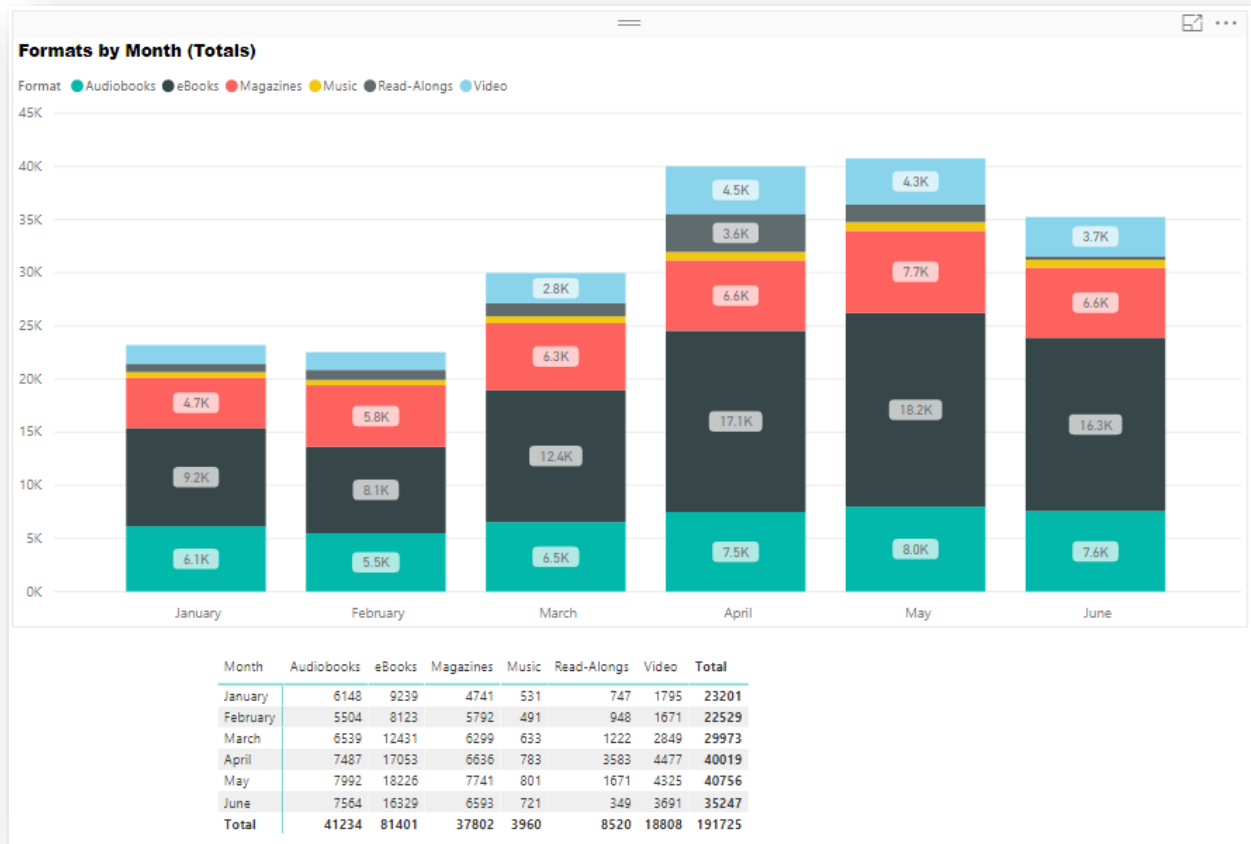 Formats by Month (Totals)
Format Audiobooks eBooks Magazines Music Read-Alongs Video
45K
40K
35K
30K
25K
20K
15K
10K
5K
0K
4.7K
9.2K
6.1K
5.8K
8.1K
5.5K
2.8K
6.3K
12.4K
6.5K
4.5K
3.6K
6.6K
17.1K
7.5K
4.3K
7.7K
18.2K
8.0K
3.7K
6.6K
16.3K
7.6K
January February March April May June
Month Audiobooks eBooks Magazines Music Read-Alongs Video Total
January 6148 9239 4741 531 747 1795 23201
February 5504 8123 5792 491 948 1671 22529
March 6539 12431 6299 633 1222 2849 29973
April 7487 17053 6636 783 3583 4477 40019
May 7992 18226 7741 801 1671 4325 40756
June 7564 16329 6593 721 349 3691 35247
Total 41234 81401 37802 3960 8520 18808 191725